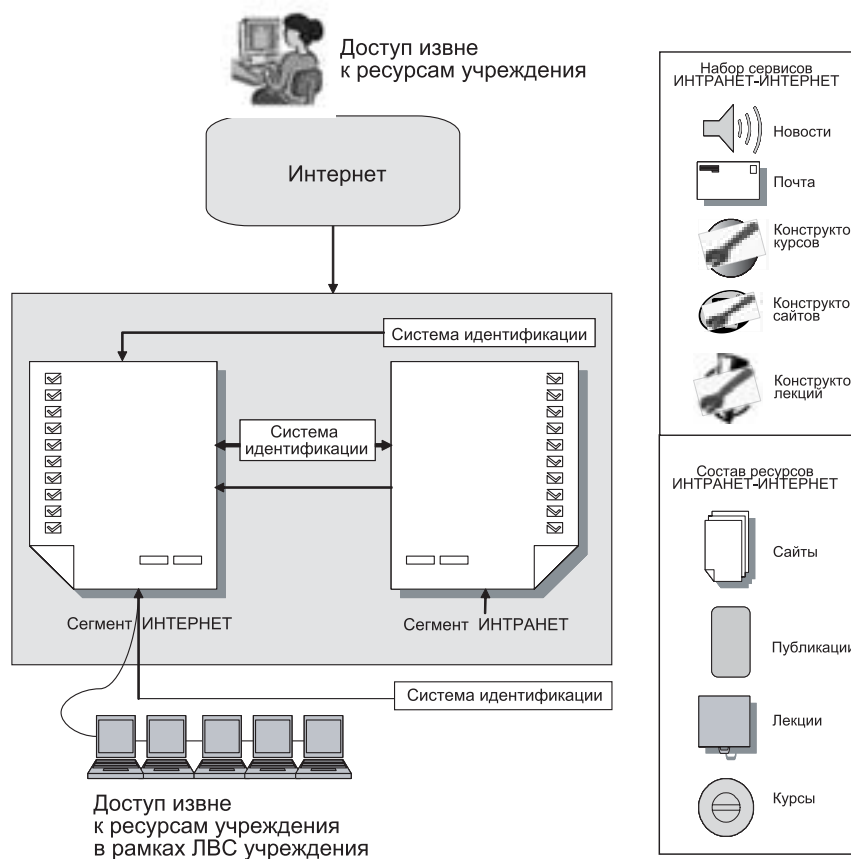 Доступ извне
к ресурсам учреждения
Интернет
Система идентификации
Система
идентификации
Сегмент ИНТЕРНЕТ
Сегмент ИНТРАНЕТ
Система идентификации
Доступ извне
к ресурсам учреждения
в рамках ЛВС учреждения
Набор сервисов
ИНТРАНЕТ-ИНТЕРНЕТ
Новости
Почта
Конструкто
курсов
Конструкто
сайтов
Конструкто
лекций
Состав ресурсов
ИНТРАНЕТ-ИНТЕРНЕТ
Сайты
Публикации
Лекции
Курсы